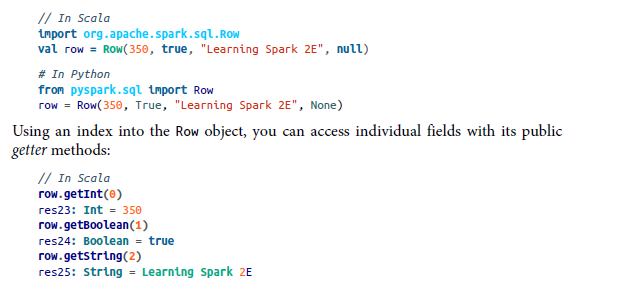 // In Scala
import org.apache.spark.sql.Row
val row = Row(350, true, "Learning Spark 2E", null)
# In Python
from pyspark.sql import Row
row = Row(350, True, "Learning Spark 2E", None)
Using an index into the Row object, you can access individual fields with its public
getter methods:
// In Scala
row.getInt(0)
res23: Int = 350
row.getBoolean(1)
res24: Boolean = true
row.getString(2)
res25: String = Learning Spark 2E